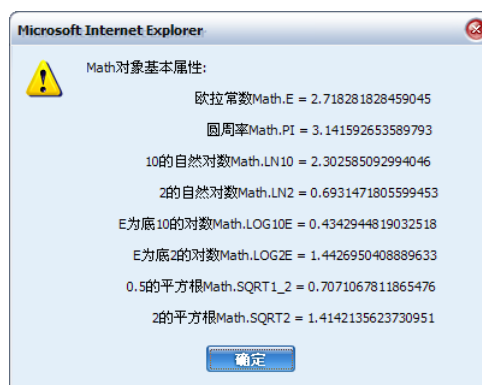 Microsoft Internet Explorer
Math对象基本属性:
欧拉常数Math.E = 2.718281828459045
圆周率Math.PI = 3.141592653589793
10的自然对数Math.LN10 = 2.302585092994046
2的自然对数Math.LN2 = 0.6931471805599453
E为底10的对数Math.LOG10E = 0.4342944819032518
E为底2的对数Math.LOG2E = 1.4426950408889633
0.5的平方根Math.SQRT1_2 = 0.7071067811865476
2的平方根Math.SQRT2 = 1.4142135623730951
确定